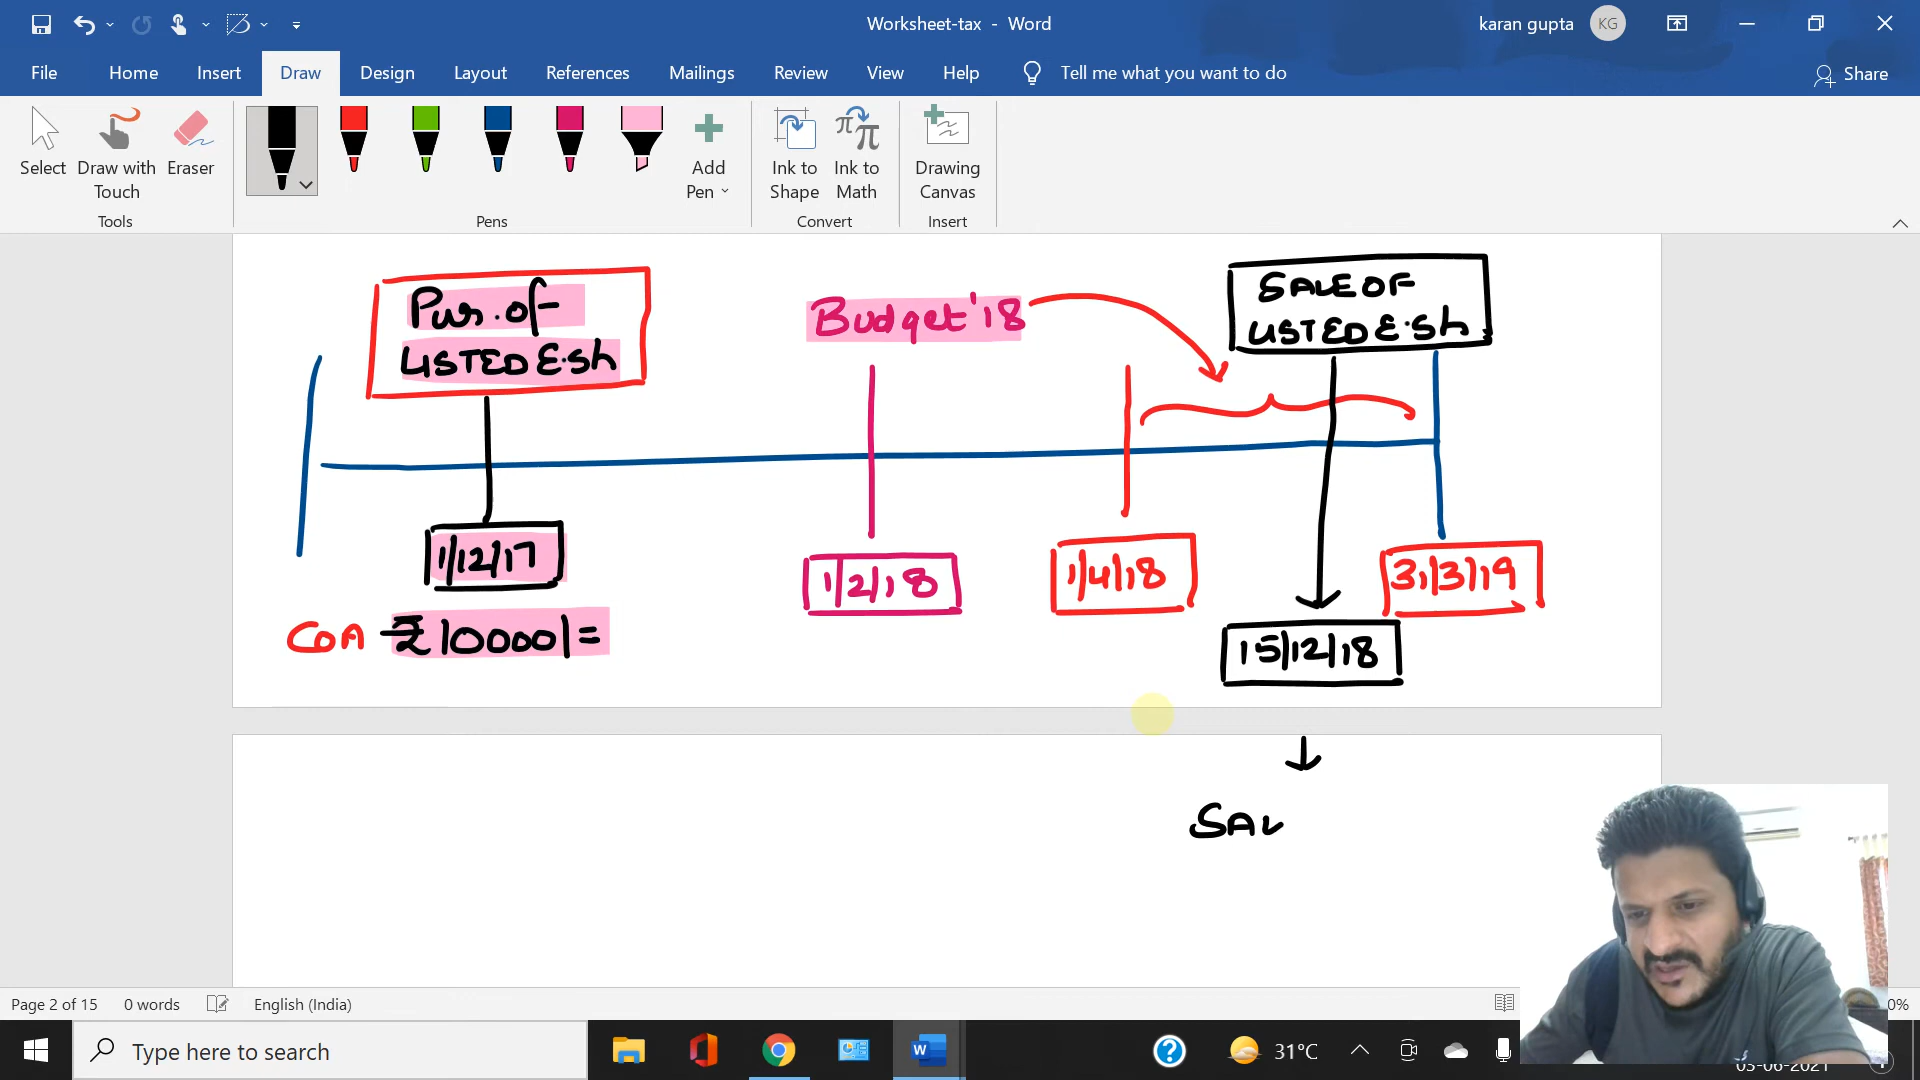 Worksheet-tax - Word
karan gupta
KG
File
Home
Insert
Draw
Design
Layout
References
Mailings
Review
View
Help
Tell me what you want to do
Share
Select
Draw with
Touch
Eraser
Tools
Pens
Add
Pen
Ink to
Shape
Ink to
Math
Convert
Drawing
Canvas
Insert
Pur. of
LISTED E.Sh
Budget'18
SALE OF
LISTED E.Sh
1/12/17
1/2/18
1/4/18
31/3/19
COA - ₹ 10000/=
15/12/18
SAL
Page 2 of 15
0 words
English (India)
0%
Type here to search
31°C
03-06-2021